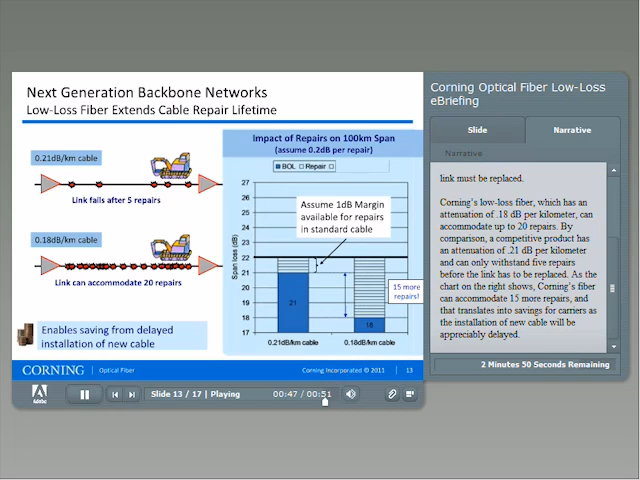 Next Generation Backbone Networks
Low-Loss Fiber Extends Cable Repair Lifetime
0.21dB/km cable
Link fails after 5 repairs
0.18dB/km cable
Link can accommodate 20 repairs
Enables saving from delayed
installation of new cable
Impact of Repairs on 100km Span
(assume 0.2dB per repair)
BOL Repair
27
26
25
24
23
22
21
20
19
18
17
Span loss (dB)
Assume 1dB Margin
available for repairs
in standard cable
15 more
repairs!
21
18
0.21dB/km cable
0.18dB/km cable
CORNING | Optical Fiber
Corning Incorporated © 2011 | 13
Adobe
Slide 13 / 17 | Playing
00:47 / 00:51
Corning Optical Fiber Low-Loss
eBriefing
Slide
Narrative
Narrative
link must be replaced.
Corning's low-loss fiber, which has an
attenuation of .18 dB per kilometer, can
accommodate up to 20 repairs. By
comparison, a competitive product has
an attenuation of .21 dB per kilometer
and can only withstand five repairs
before the link has to be replaced. As the
chart on the right shows, Corning's fiber
can accommodate 15 more repairs, and
that translates into savings for carriers as
the installation of new cable will be
appreciably delayed.
2 Minutes 50 Seconds Remaining